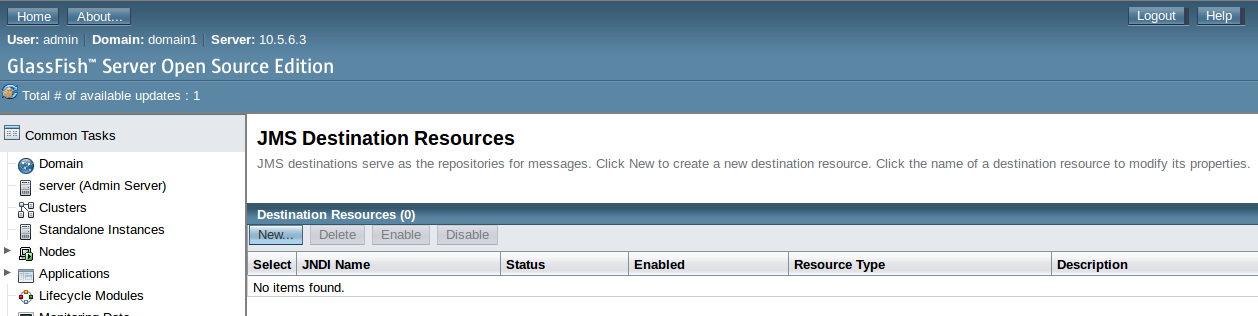 Home About... Logout Help
User: admin Domain: domain1 Server: 10.5.6.3
GlassFish™ Server Open Source Edition
Total # of available updates : 1
Common Tasks
Domain
server (Admin Server)
Clusters
Standalone Instances
Nodes
Applications
Lifecycle Modules
JMS Destination Resources
JMS destinations serve as the repositories for messages. Click New to create a new destination resource. Click the name of a destination resource to modify its properties.
Destination Resources (0)
New... Delete Enable Disable
Select JNDI Name Status Enabled Resource Type Description
No items found.